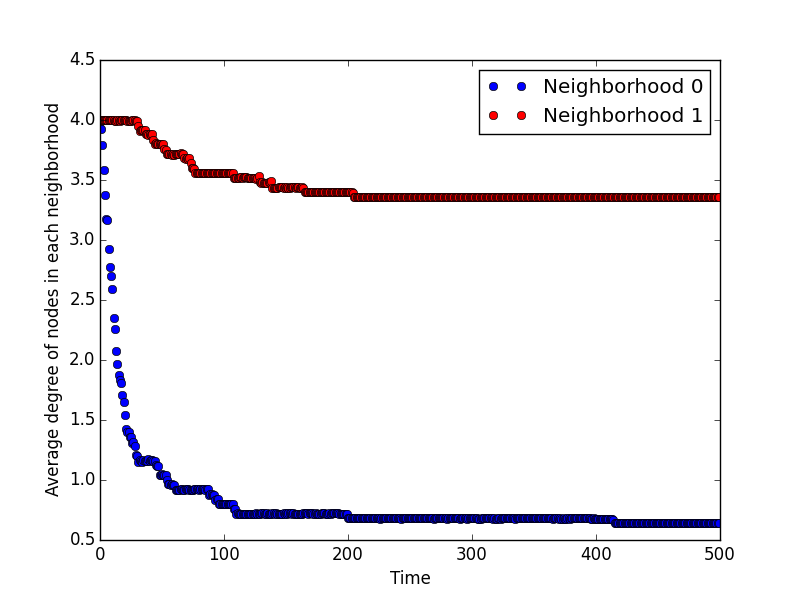 4.5
4.0
3.5
3.0
2.5
2.0
1.5
1.0
0.5
Average degree of nodes in each neighborhood
Neighborhood 0
Neighborhood 1
0 100 200 300 400 500
Time